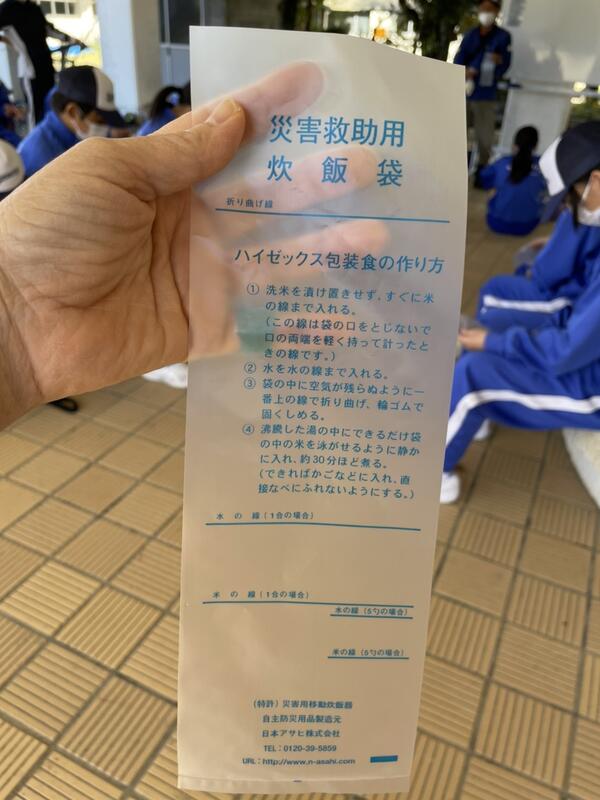 災害救助用
炊飯袋
折り曲げ線
ハイゼックス包装食の作り方
① 洗米を漬け置きせず、すぐに米
の線まで入れる。
(この線は袋の口をとじないで
口の両端を軽く持って計ったと
きの線です。)
② 水を水の線まで入れる。
③ 袋の中に空気が残らぬように一
番上の線で折り曲げ、輪ゴムで
固くしめる。
④ 沸騰した湯の中にできるだけ袋
の中の米を泳がせるように静か
に入れ、約30分ほど煮る。
(できればかごなどに入れ、直
接なべにふれないようにする。)
水の線(1合の場合)
米の線(1合の場合)
水の線(5勺の場合)
米の線(5勺の場合)
(特許)災害用移動炊飯器
自主防災用品製造元
日本アサヒ株式会社
TEL:0120-39-5859
URL:http://www.n-asahi.com